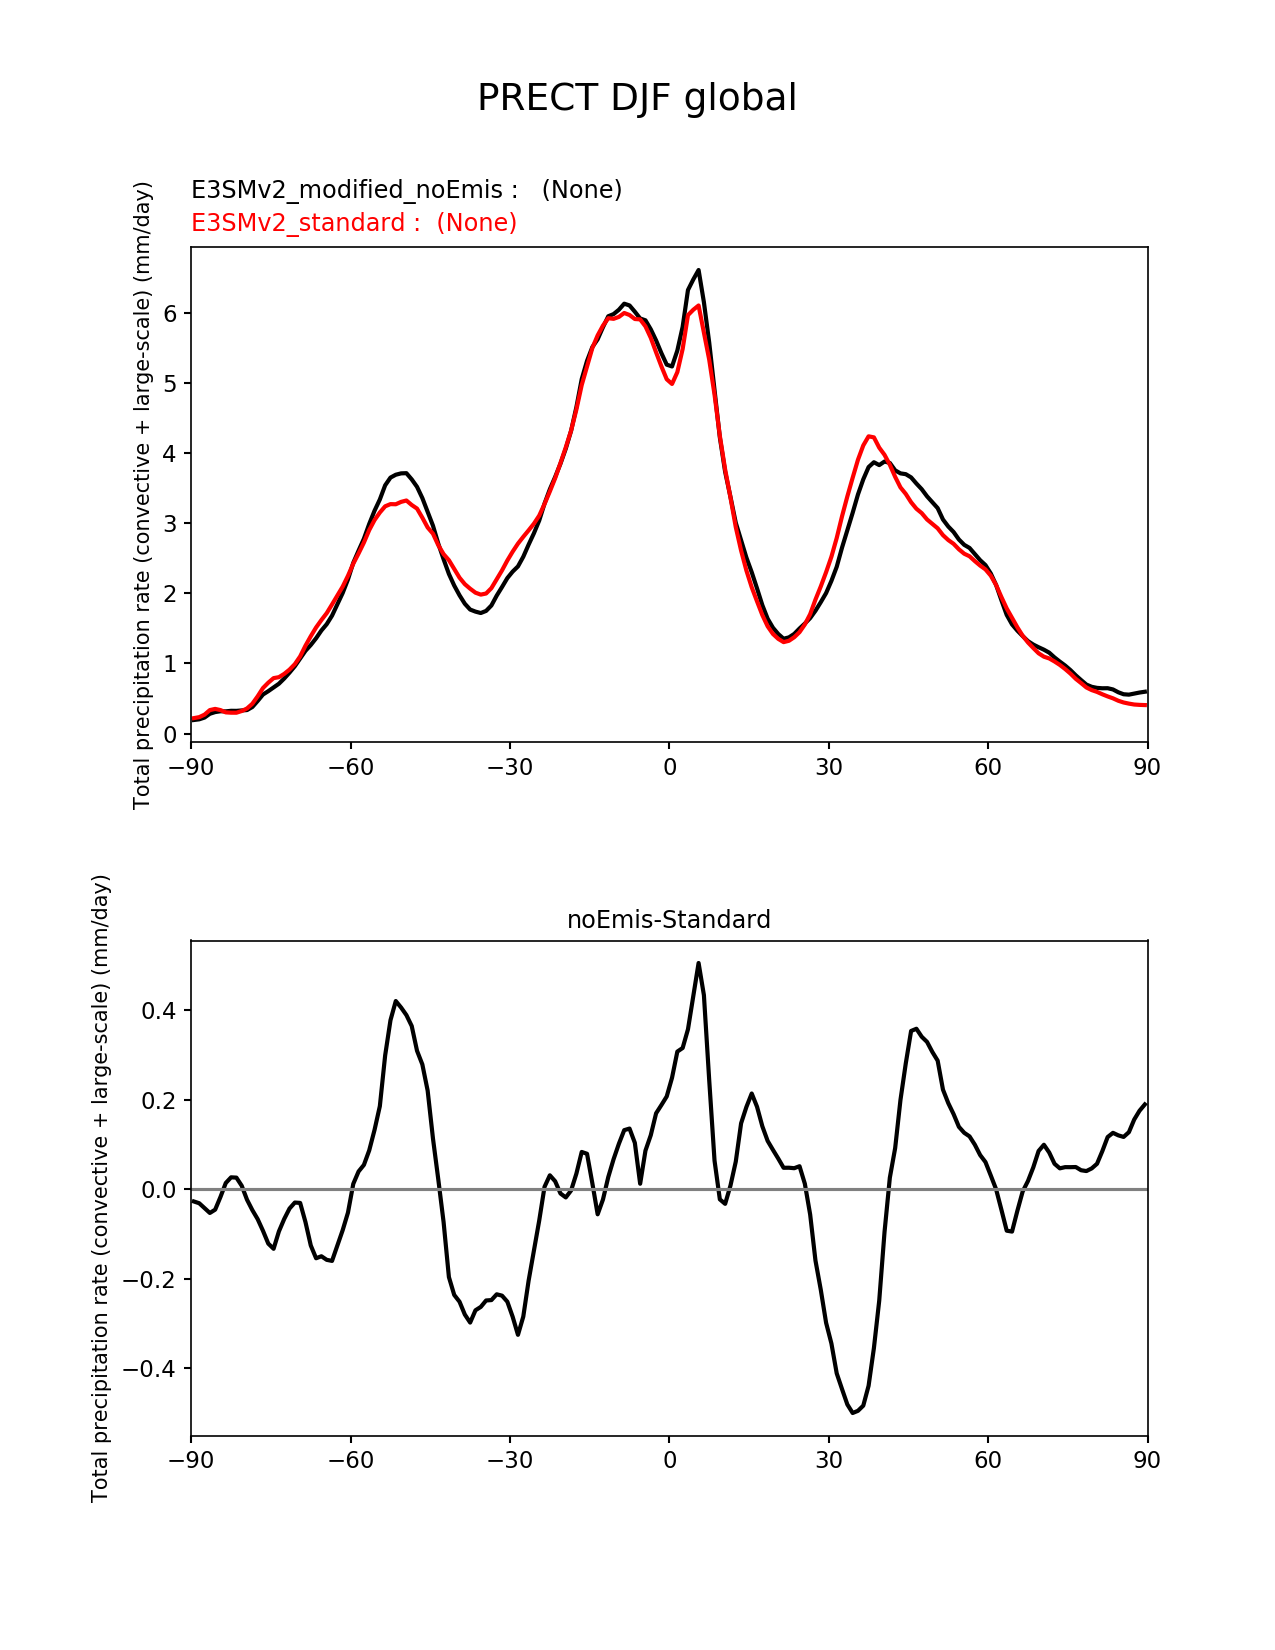 PRECT DJF global
E3SMv2_modified_noEmis :   (None)
E3SMv2_standard :  (None)
Total precipitation rate (convective + large-scale) (mm/day)
6
5
4
3
2
1
0
−90 −60 −30 0 30 60 90
noEmis-Standard
Total precipitation rate (convective + large-scale) (mm/day)
0.4
0.2
0.0
−0.2
−0.4
−90 −60 −30 0 30 60 90